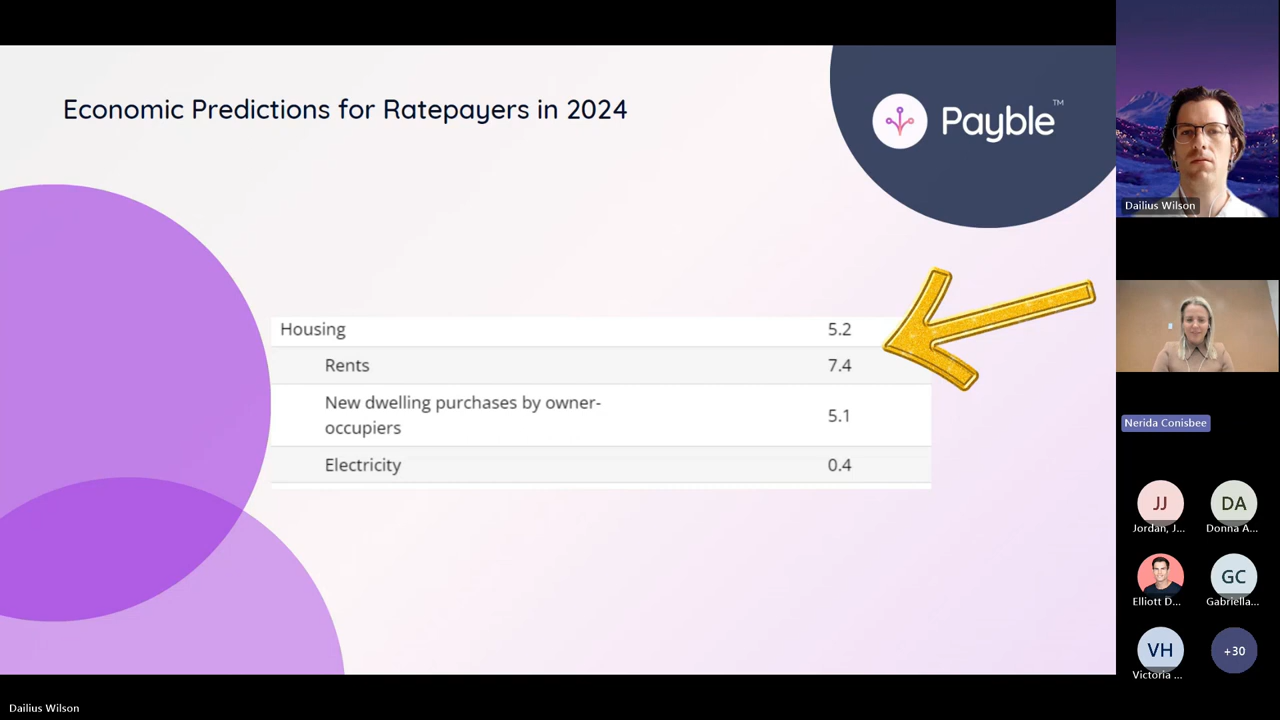 Economic Predictions for Ratepayers in 2024
Payble™
Housing 5.2
Rents 7.4
New dwelling purchases by owner-
occupiers 5.1
Electricity 0.4
Dailius Wilson
Nerida Conisbee
JJ
DA
Jordan, J...
Donna A...
GC
Elliott D...
Gabriella...
VH
+30
Victoria ...
Dailius Wilson